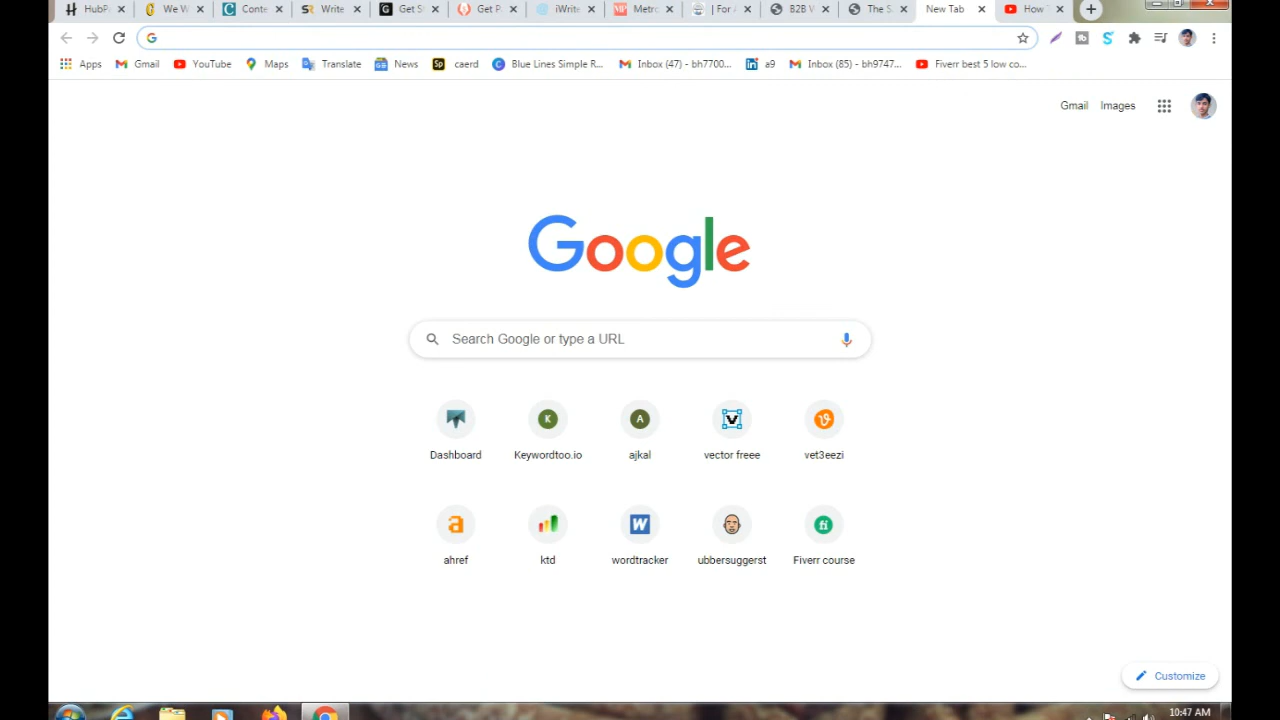 HubP We W Conte Write Get S Get P iWrite Metro | For A B2B W The S New Tab How
Apps Gmail YouTube Maps Translate News caerd Blue Lines Simple R... Inbox (47) - bh7700... a9 Inbox (85) - bh9747... Fiverr best 5 low co...
Gmail Images
Google
Search Google or type a URL
Dashboard Keywordtoo.io ajkal vector freee vet3eezi
ahref ktd wordtracker ubbersuggerst Fiverr course
Customize
10:47 AM